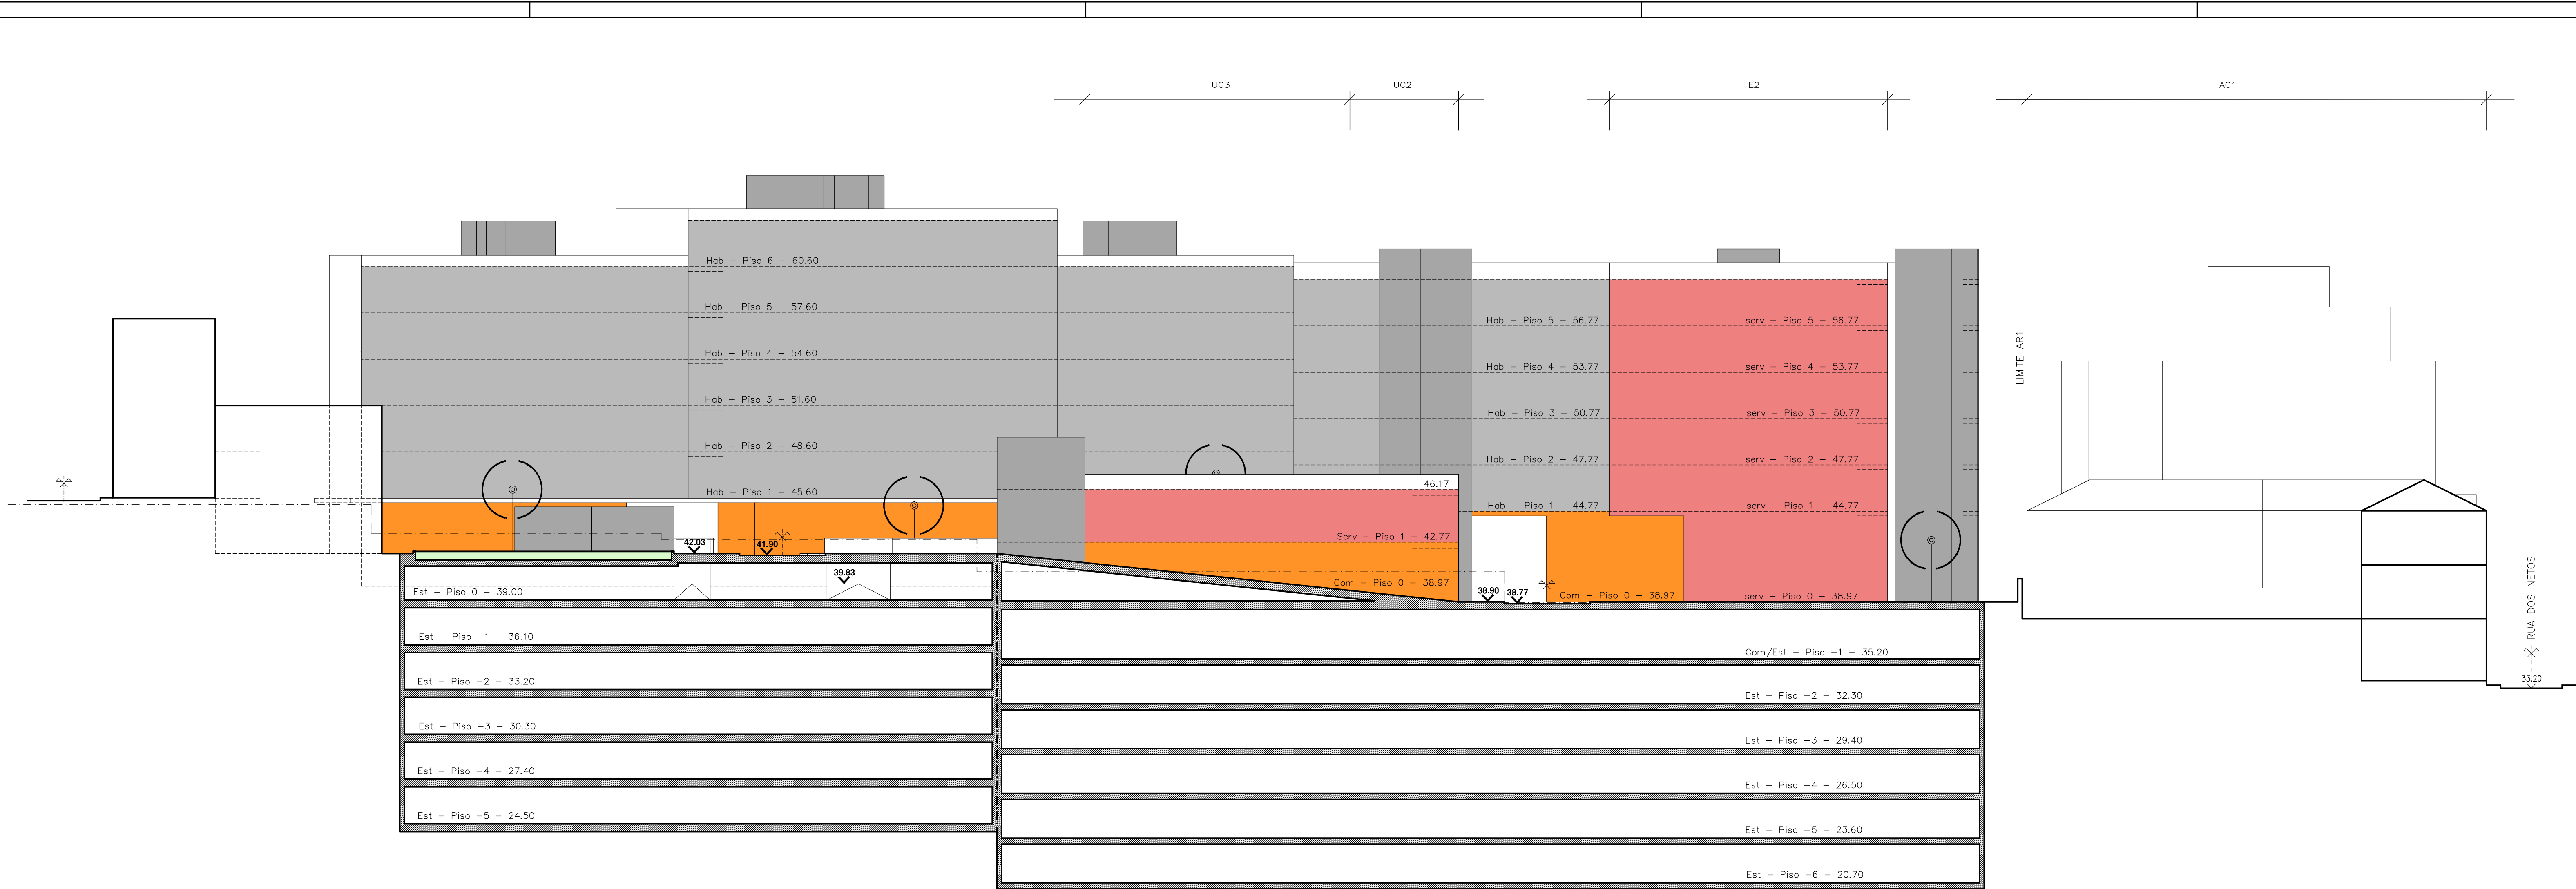 UC3
UC2
E2
AC1
Hab - Piso 6 - 60.60
Hab - Piso 5 - 57.60
Hab - Piso 4 - 54.60
Hab - Piso 3 - 51.60
Hab - Piso 2 - 48.60
Hab - Piso 1 - 45.60
Hab - Piso 5 - 56.77
Hab - Piso 4 - 53.77
Hab - Piso 3 - 50.77
Hab - Piso 2 - 47.77
Hab - Piso 1 - 44.77
serv - Piso 5 - 56.77
serv - Piso 4 - 53.77
serv - Piso 3 - 50.77
serv - Piso 2 - 47.77
serv - Piso 1 - 44.77
serv - Piso 0 - 38.97
LIMITE AR1
46.17
Serv - Piso 1 - 42.77
Com - Piso 0 - 38.97
Com - Piso 0 - 38.97
42.03
41.90
39.83
38.90
38.77
Est - Piso 0 - 39.00
Est - Piso -1 - 36.10
Est - Piso -2 - 33.20
Est - Piso -3 - 30.30
Est - Piso -4 - 27.40
Est - Piso -5 - 24.50
Com/Est - Piso -1 - 35.20
Est - Piso -2 - 32.30
Est - Piso -3 - 29.40
Est - Piso -4 - 26.50
Est - Piso -5 - 23.60
Est - Piso -6 - 20.70
RUA DOS NETOS
33.20